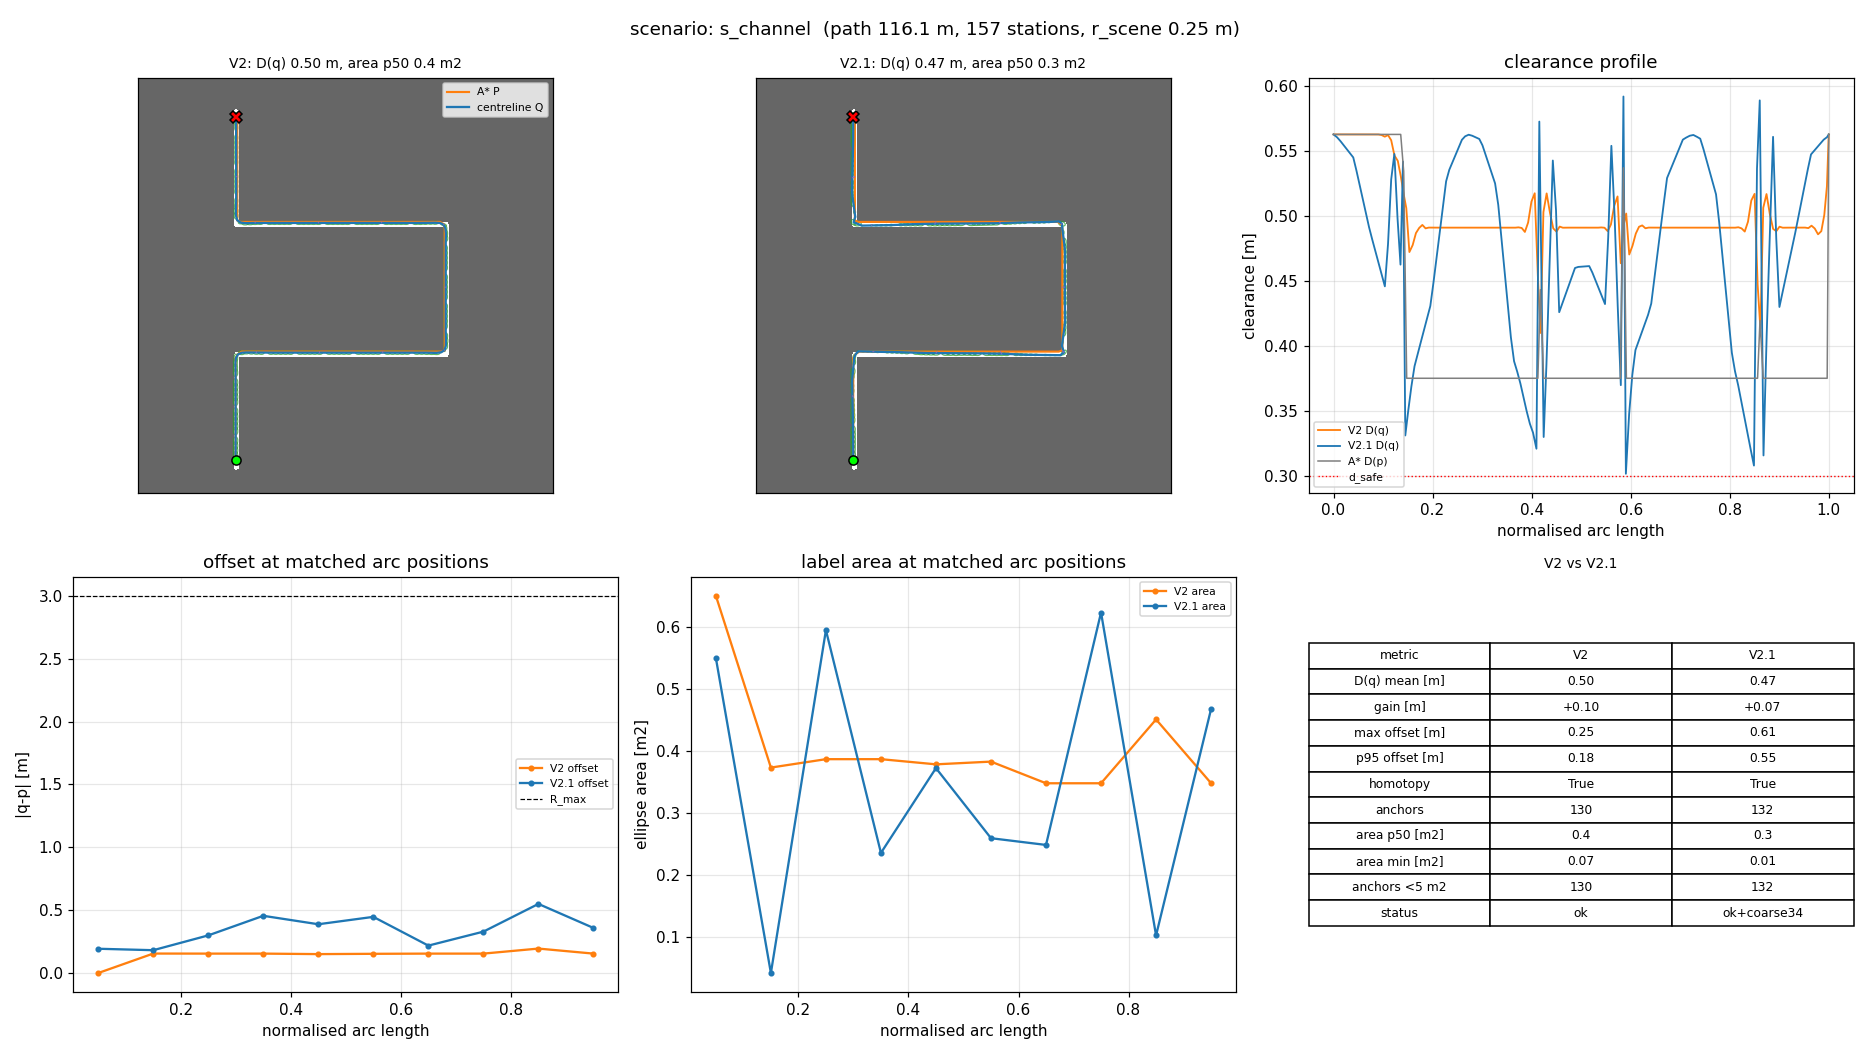 scenario: s_channel  (path 116.1 m, 157 stations, r_scene 0.25 m)
V2: D(q) 0.50 m, area p50 0.4 m2
A* P
centreline Q
V2.1: D(q) 0.47 m, area p50 0.3 m2
clearance profile
clearance [m]
0.60
0.55
0.50
0.45
0.40
0.35
0.30
V2 D(q)
V2.1 D(q)
A* D(p)
d_safe
0.0 0.2 0.4 0.6 0.8 1.0
normalised arc length
offset at matched arc positions
|q-p| [m]
3.0
2.5
2.0
1.5
1.0
0.5
0.0
V2 offset
V2.1 offset
R_max
0.2 0.4 0.6 0.8
normalised arc length
label area at matched arc positions
ellipse area [m2]
0.6
0.5
0.4
0.3
0.2
0.1
V2 area
V2.1 area
0.2 0.4 0.6 0.8
normalised arc length
V2 vs V2.1
metric V2 V2.1
D(q) mean [m] 0.50 0.47
gain [m] +0.10 +0.07
max offset [m] 0.25 0.61
p95 offset [m] 0.18 0.55
homotopy True True
anchors 130 132
area p50 [m2] 0.4 0.3
area min [m2] 0.07 0.01
anchors <5 m2 130 132
status ok ok+coarse34